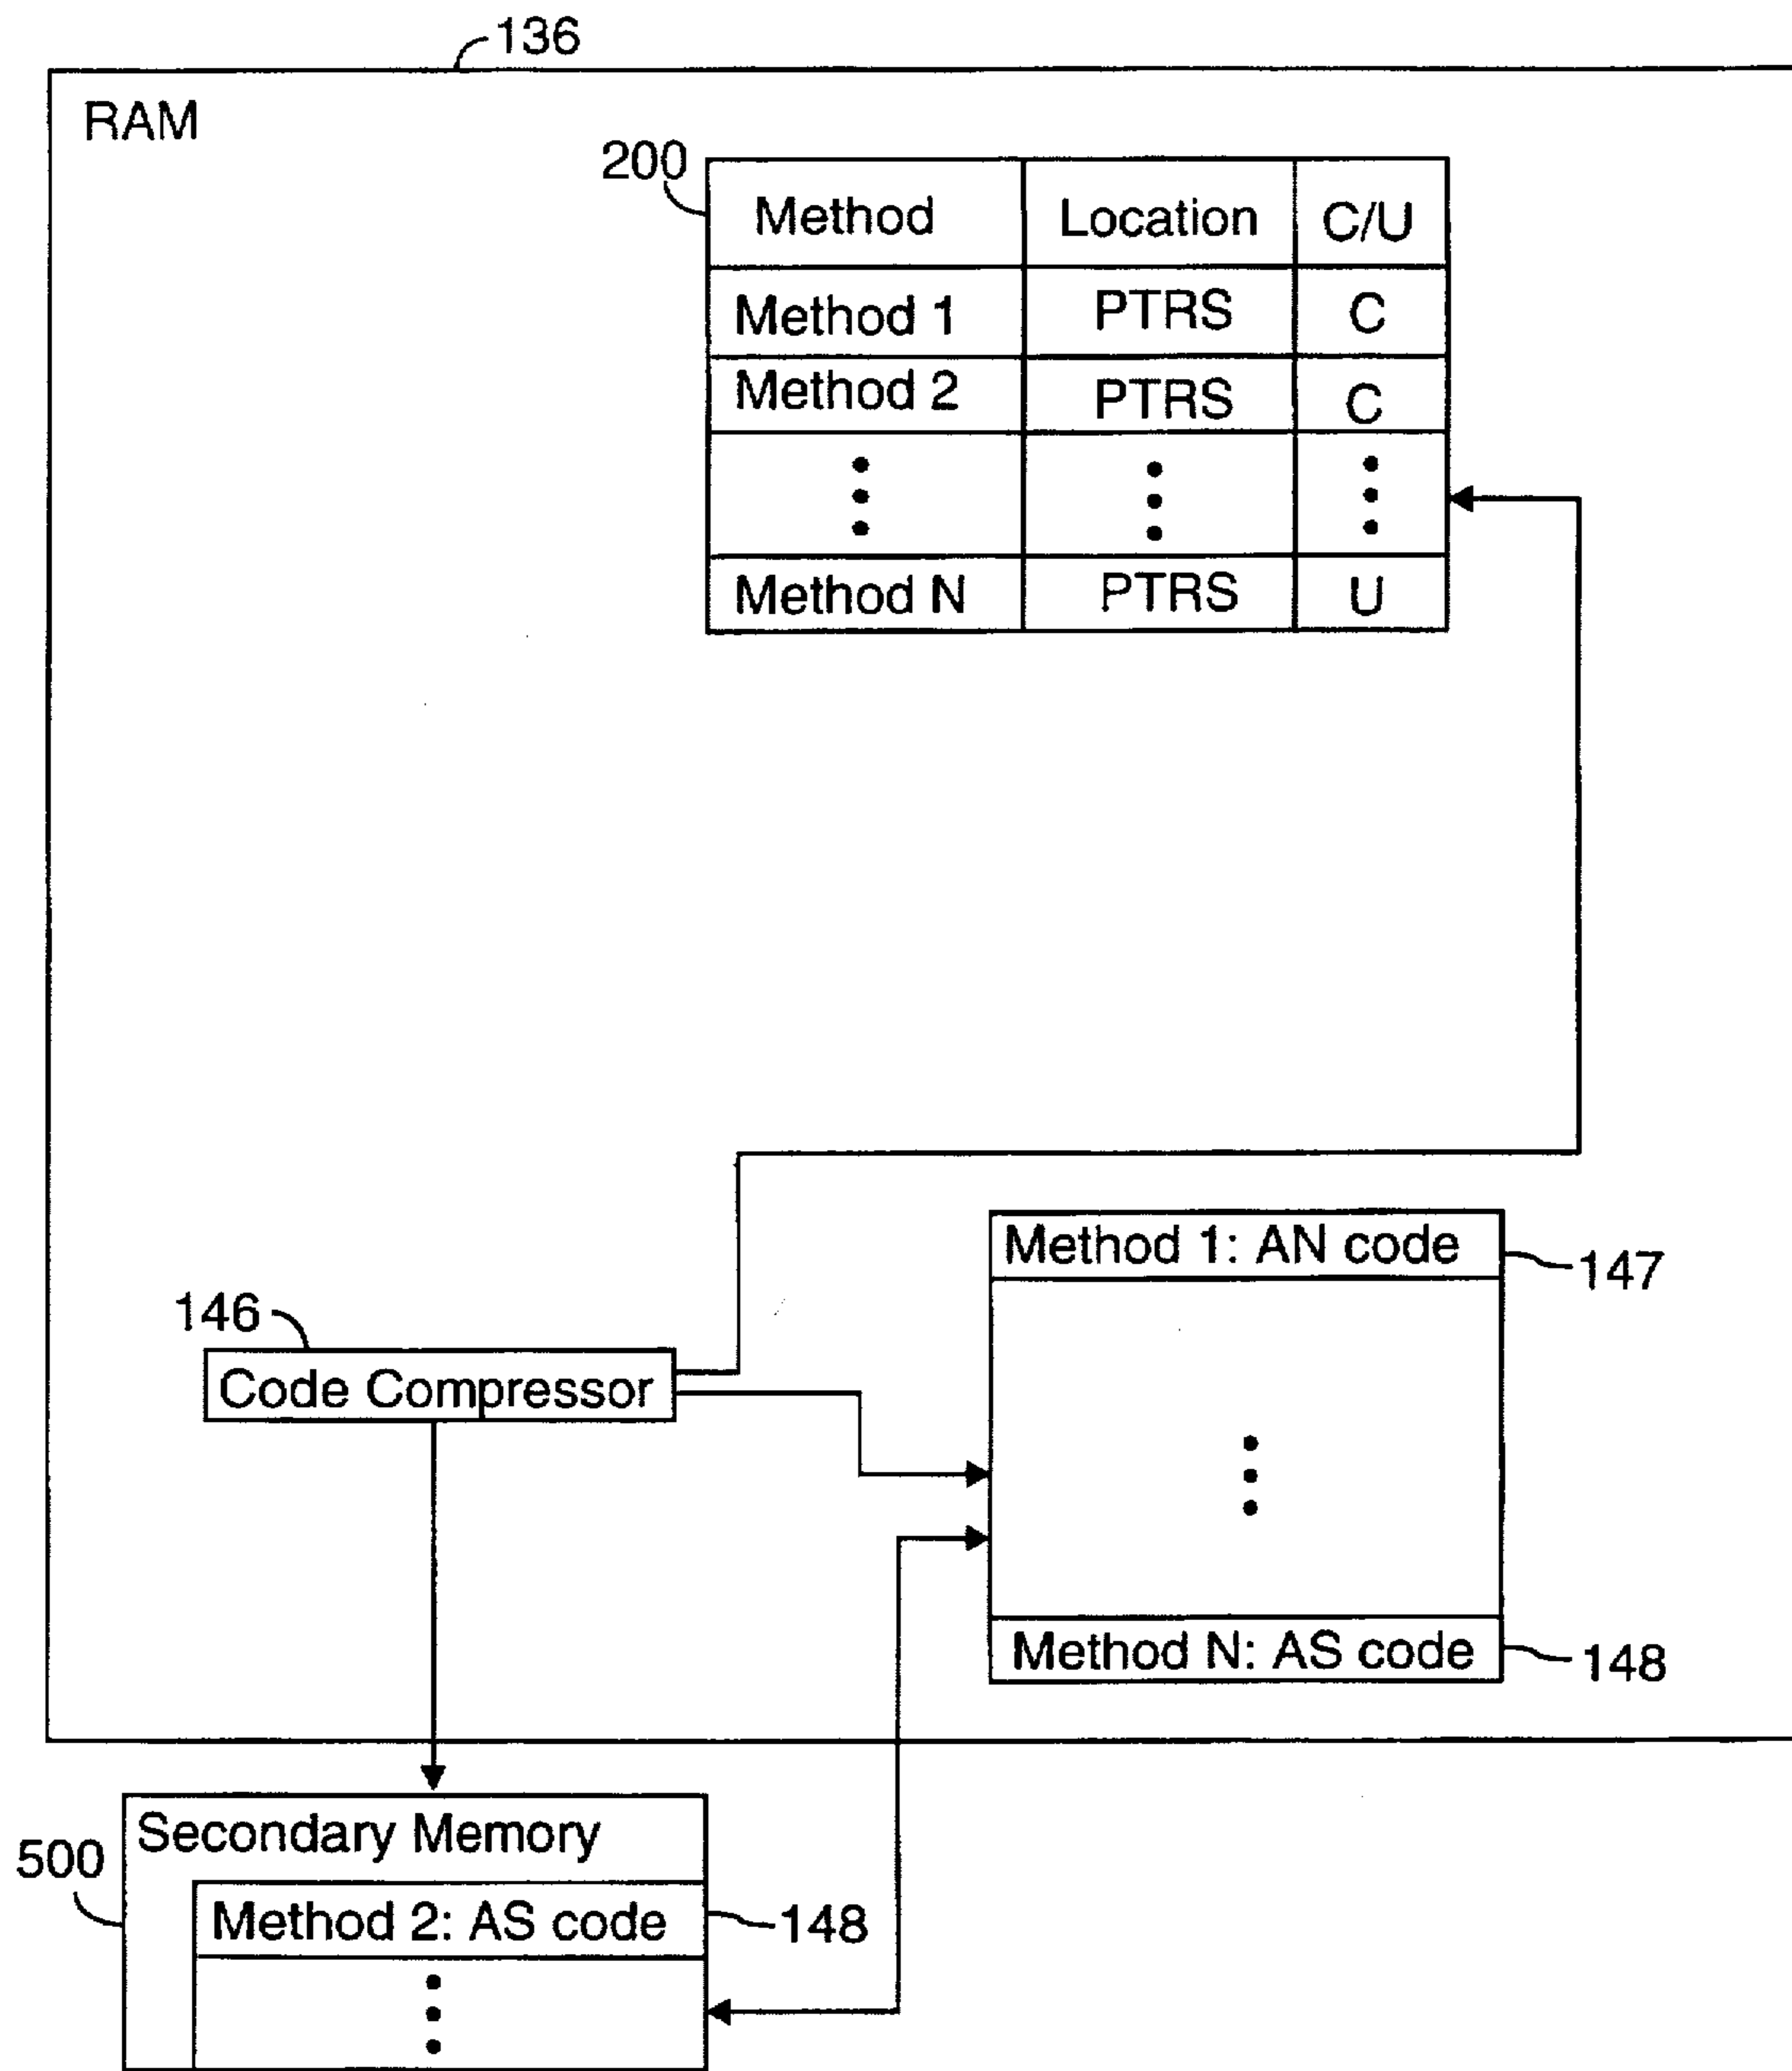 136
RAM
200
Method Location C/U
Method 1 PTRS C
Method 2 PTRS C
Method N PTRS U
Method 1: AN code
147
146
Code Compressor
Method N: AS code
148
Secondary Memory
500
Method 2: AS code
148